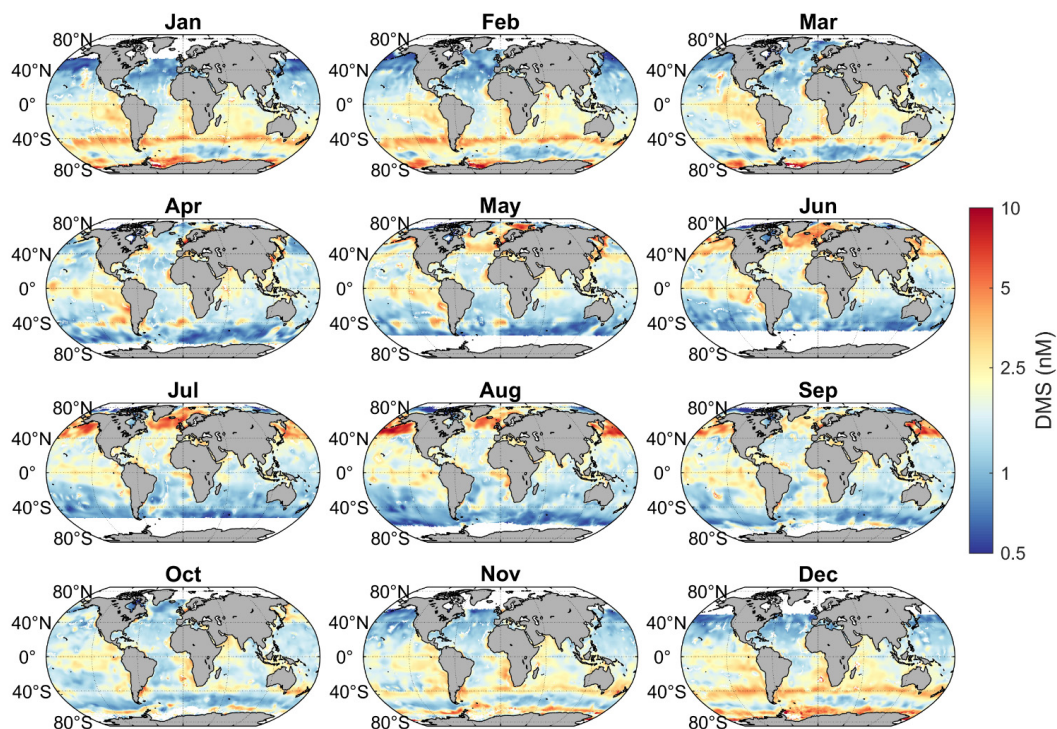 Jan Feb Mar
80°N 80°N 80°N
40°N 40°N 40°N
0° 0° 0°
40°S 40°S 40°S
80°S 80°S 80°S
Apr May Jun
80°N 80°N 80°N
40°N 40°N 40°N
0° 0° 0°
40°S 40°S 40°S
80°S 80°S 80°S
Jul Aug Sep
80°N 80°N 80°N
40°N 40°N 40°N
0° 0° 0°
40°S 40°S 40°S
80°S 80°S 80°S
Oct Nov Dec
80°N 80°N 80°N
40°N 40°N 40°N
0° 0° 0°
40°S 40°S 40°S
80°S 80°S 80°S
10
5
2.5
1
0.5
DMS (nM)